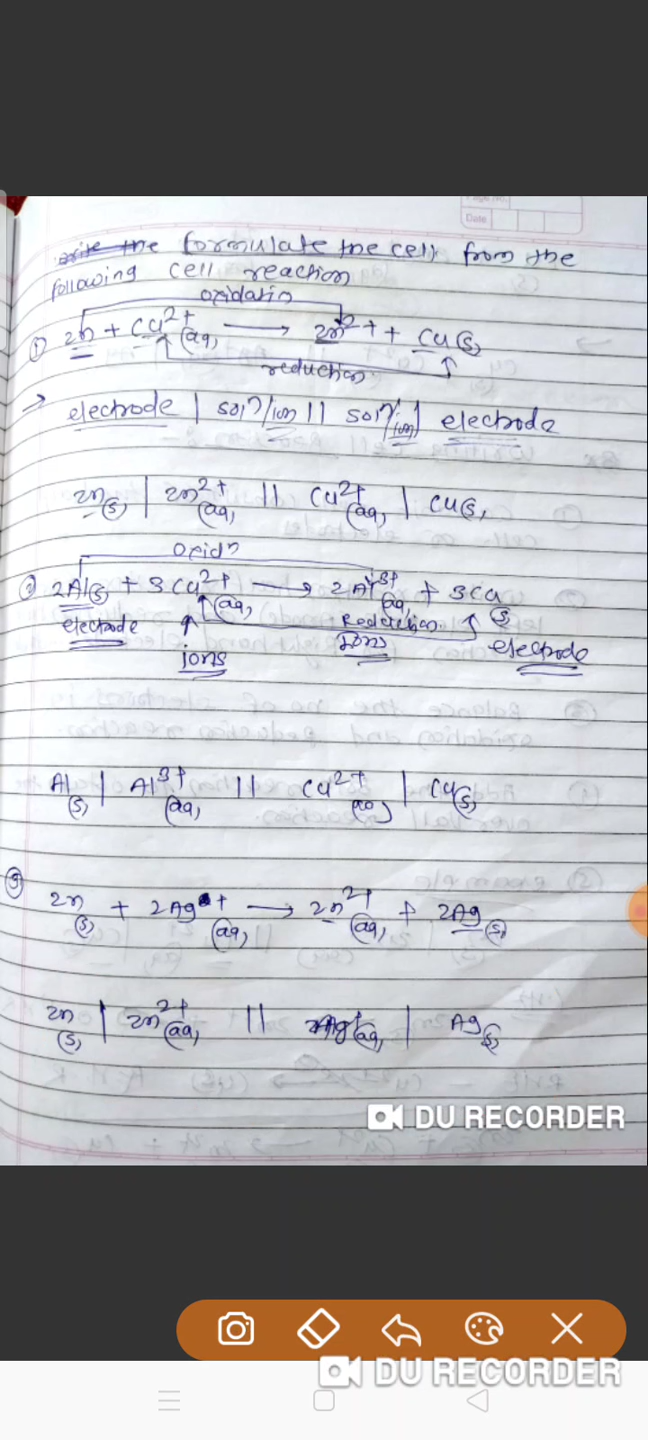 Date
the formulate the cell from the
following cell reaction
oxidatin
① Zn + Cu2+ (aq) → Zn2+ + Cu(s)
reduction
→ electrode | soln/ion || soln/ion | electrode
Zn(s) | Zn2+ (aq) || Cu2+ (aq) | Cu(s)
Oxidn
② 2Al(s) + 3Cu2+ (aq) → 2Al3+ (aq) + 3Cu (s)
Reduction
electrode ions Ions electrode
Al(s) | Al3+ (aq) || Cu2+ (aq) | Cu(s)
③ Zn (s) + 2Ag+ (aq) → Zn2+ (aq) + 2Ag (s)
Zn (s) | Zn2+ (aq) || Ag+ (aq) | Ag(s)
DU RECORDER
DU RECORDER